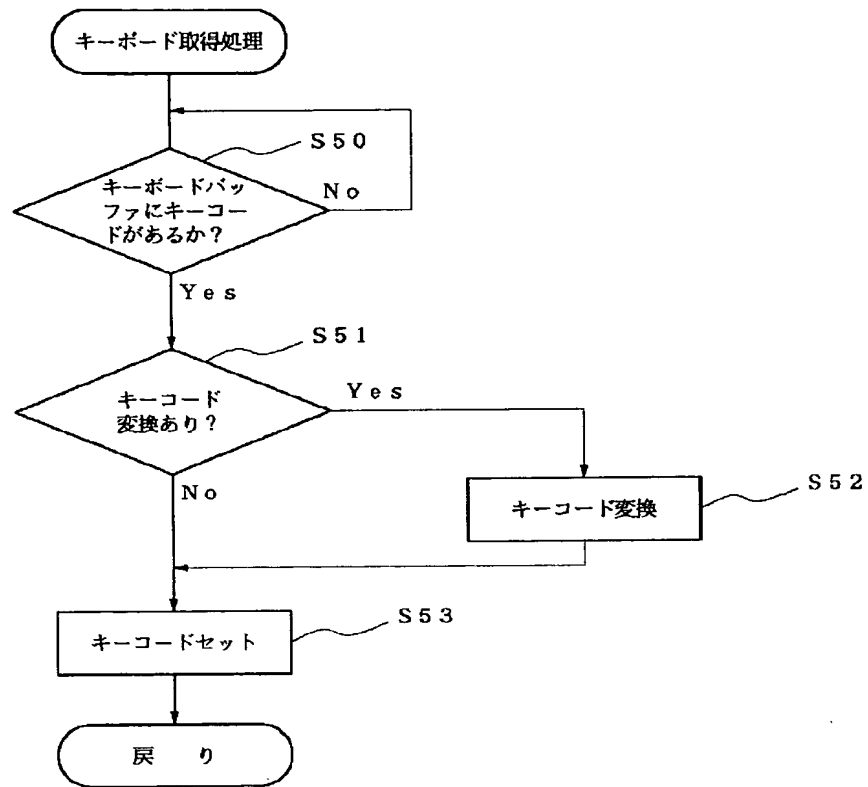 キーボード取得処理
S50
キーボードバッ
ファにキーコー
ドがあるか?
No
Yes
S51
キーコード
変換あり?
Yes
No
S52
キーコード変換
S53
キーコードセット
戻 り